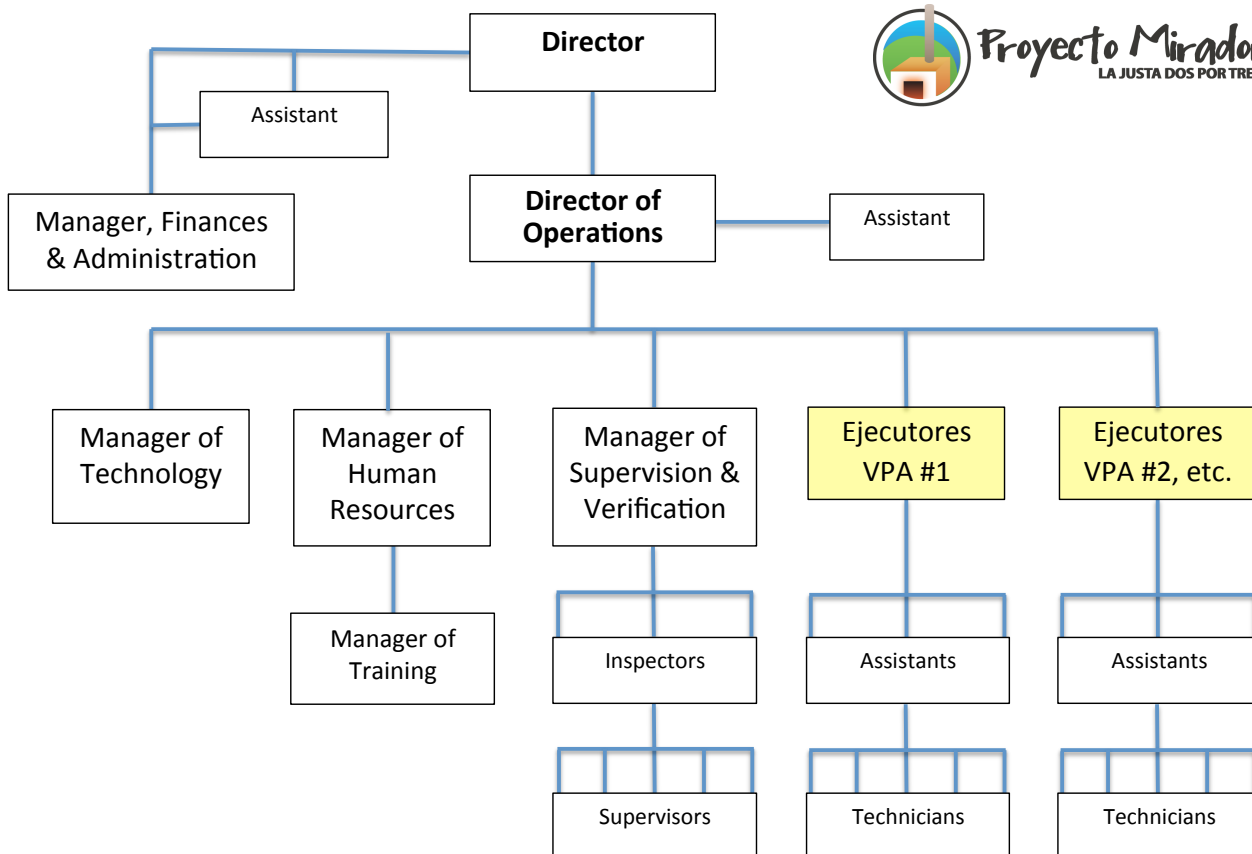 Director
Proyecto Mirado
LA JUSTA DOS POR TRE
Assistant
Manager, Finances
& Administration
Director of
Operations
Assistant
Manager of
Technology
Manager of
Human
Resources
Manager of
Supervision &
Verification
Ejecutores
VPA #1
Ejecutores
VPA #2, etc.
Manager of
Training
Inspectors
Assistants
Assistants
Supervisors
Technicians
Technicians